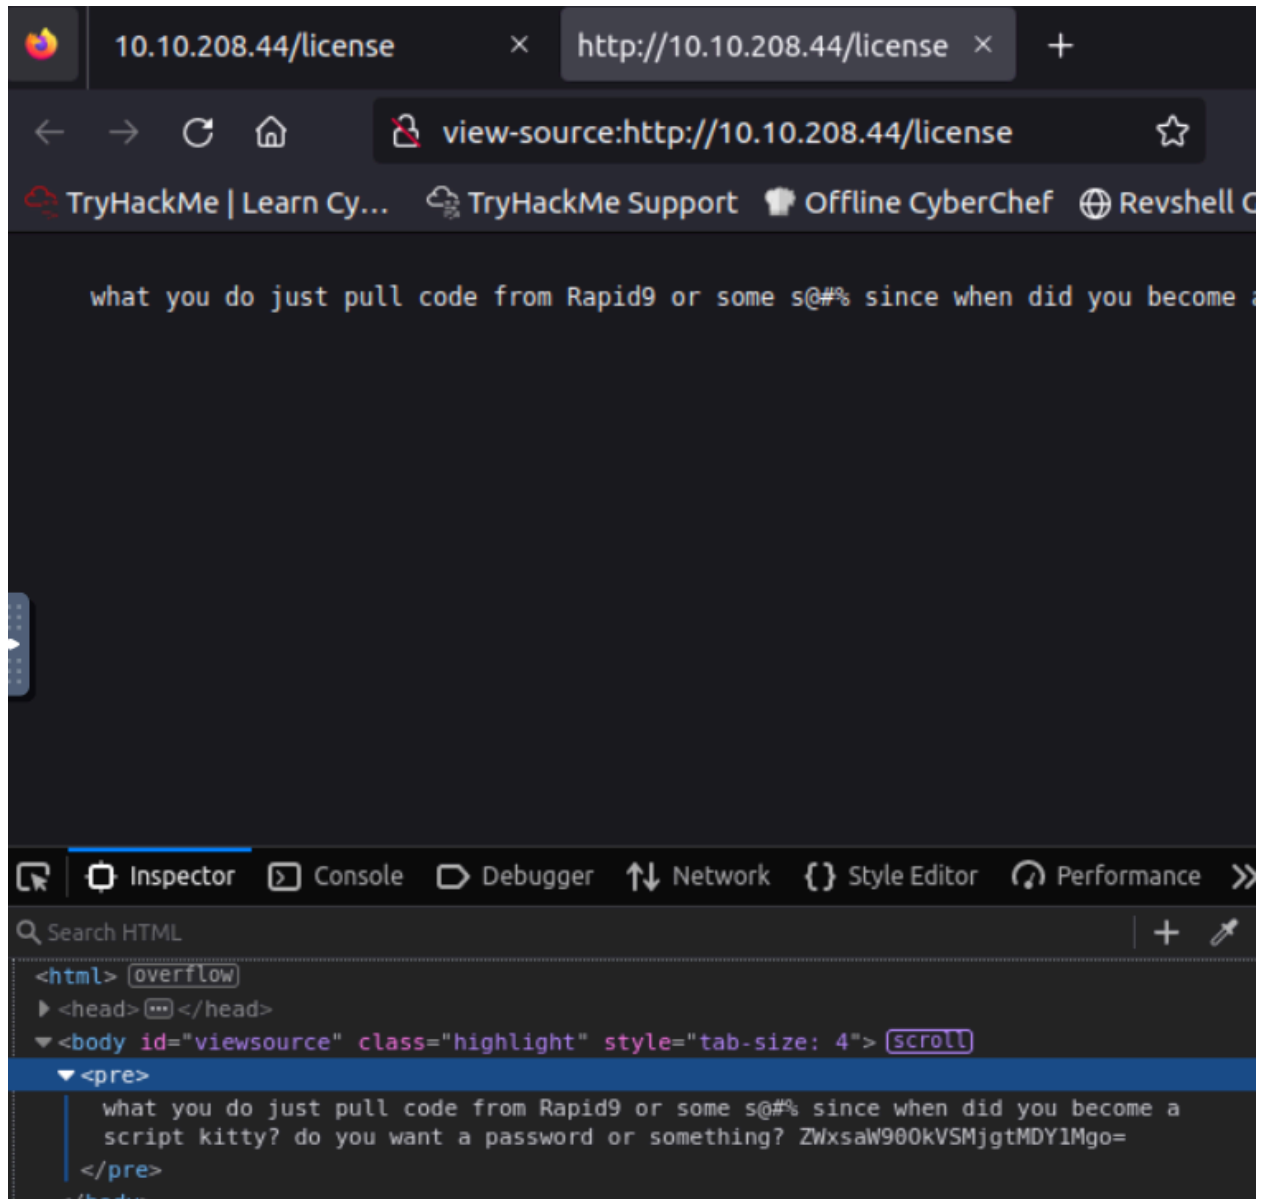 10.10.208.44/license
http://10.10.208.44/license
view-source:http://10.10.208.44/license
TryHackMe | Learn Cy... TryHackMe Support Offline CyberChef Revshell
what you do just pull code from Rapid9 or some s@#% since when did you become
Inspector Console Debugger Network Style Editor Performance
Search HTML
<html> overflow
<head> ... </head>
<body id="viewsource" class="highlight" style="tab-size: 4"> scroll
<pre>
what you do just pull code from Rapid9 or some s@#% since when did you become a
script kitty? do you want a password or something? ZWxsaW90OkVSMjgtMDY1Mgo=
</pre>